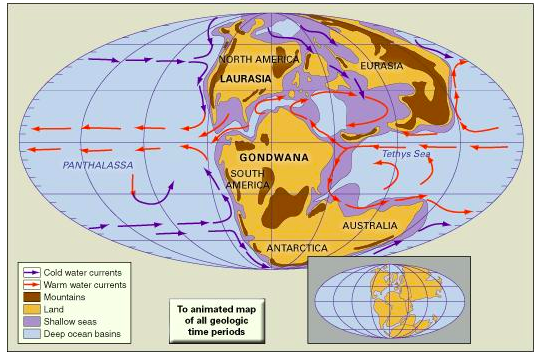 NORTH AMERICA
LAURASIA
EURASIA
PANTHALASSA
GONDWANA
Tethys Sea
SOUTH
AMERICA
AUSTRALIA
ANTARCTICA
Cold water currents
Warm water currents
Mountains
Land
Shallow seas
Deep ocean basins
To animated map
of all geologic
time periods